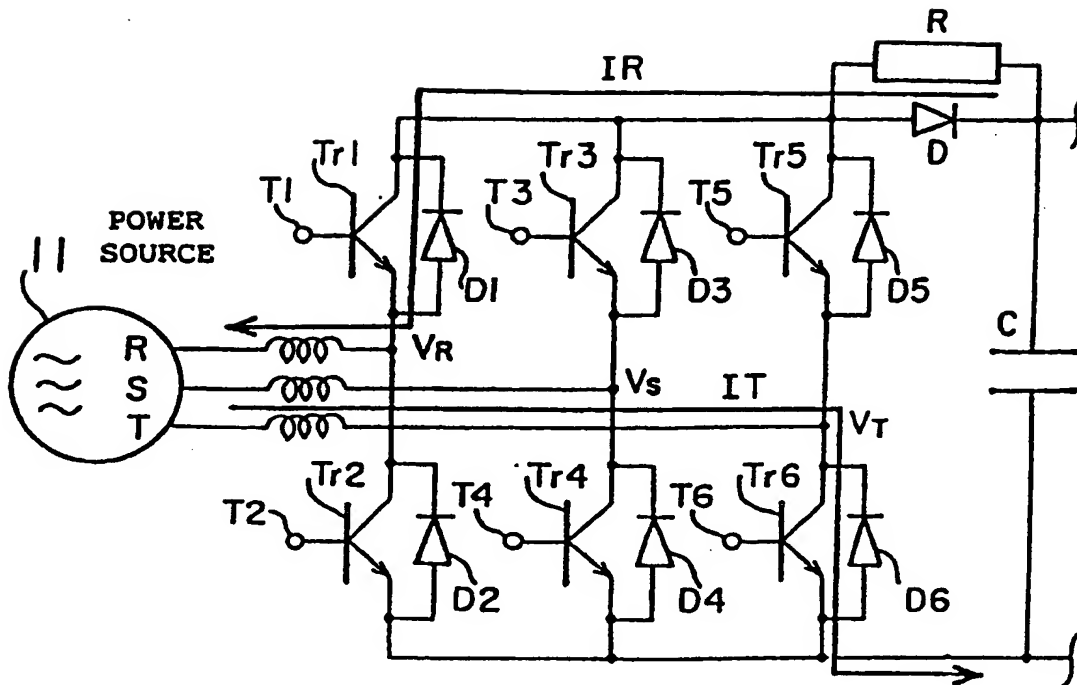 R
IR
D
Tr1
Tr3
Tr5
T1
T3
T5
POWER
SOURCE
11
D1
D3
D5
C
R
VR
S
VS
IT
T
VT
Tr2
Tr4
Tr6
T2
T4
T6
D2
D4
D6